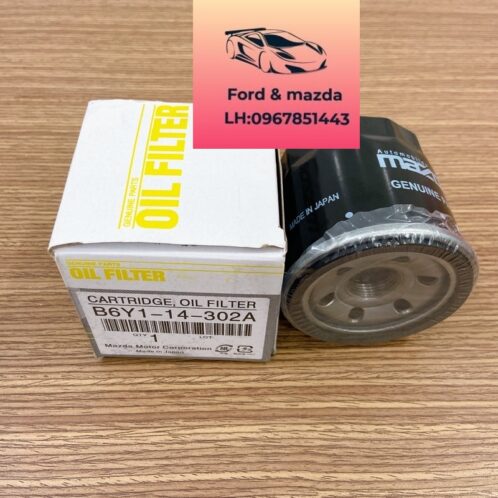 Ford & mazda
LH:0967851443
GENUINE PARTS
OIL FILTER
GENUINE PARTS
OIL FILTER
CARTRIDGE, OIL FILTER
B6Y1-14-302A
QTY.
1
LOT.
Mazda Motor Corporation
Made in Japan
MADE IN JAPAN
GENUINE